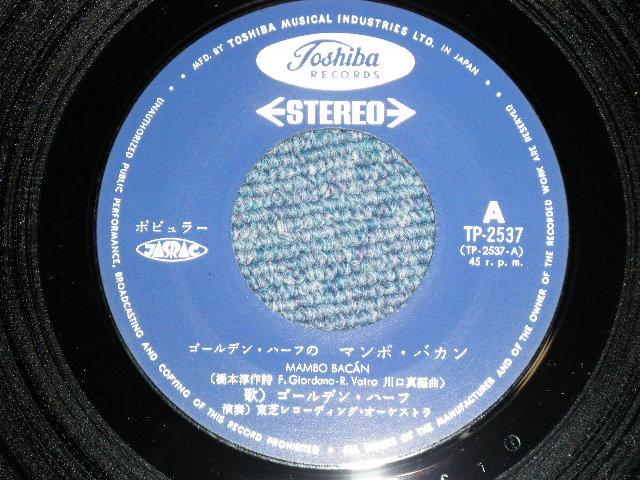 MFD. BY TOSHIBA MUSICAL INDUSTRIES LTD. IN JAPAN
Toshiba
RECORDS
STEREO
ポピュラー
JASRAC
A
TP-2537
(TP-2537-A)
45 r.p.m.
ゴールデン・ハーフの マンボ・バカン
MAMBO BACÁN
(橋本淳作詩 F. Giordano-R. Vatro 川口真編曲)
歌) ゴールデン・ハーフ
演奏) 東芝レコーディング・オーケストラ
ALL RIGHTS OF THE MANUFACTURER AND OF THE OWNER OF THE RECORDED WORK ARE RESERVED
UNAUTHORIZED PUBLIC PERFORMANCE, BROADCASTING AND COPYING OF THIS RECORD PROHIBITED